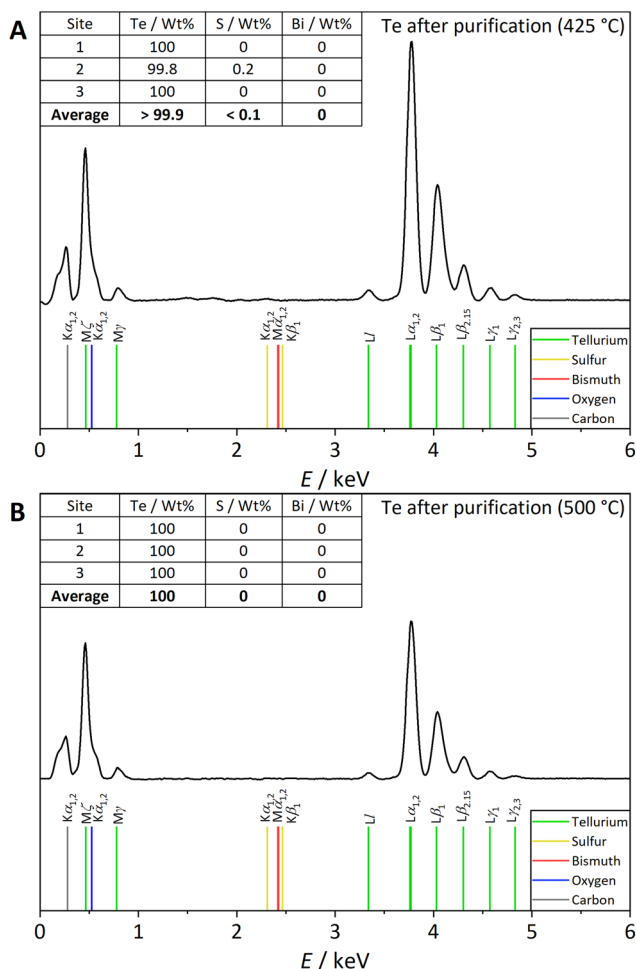 A
Te after purification (425 °C)
Site Te / Wt% S / Wt% Bi / Wt%
1 100 0 0
2 99.8 0.2 0
3 100 0 0
Average > 99.9 < 0.1 0
Kα1,2 Mζ Kα1,2 Mγ Kα1,2 Mα1,2 Kβ1 Ll Lα1,2 Lβ1 Lβ2.15 Lγ1 Lγ2,3
Tellurium
Sulfur
Bismuth
Oxygen
Carbon
0 1 2 3 4 5 6
E / keV
B
Te after purification (500 °C)
Site Te / Wt% S / Wt% Bi / Wt%
1 100 0 0
2 100 0 0
3 100 0 0
Average 100 0 0
Kα1,2 Mζ Kα1,2 Mγ Kα1,2 Mα1,2 Kβ1 Ll Lα1,2 Lβ1 Lβ2.15 Lγ1 Lγ2,3
Tellurium
Sulfur
Bismuth
Oxygen
Carbon
0 1 2 3 4 5 6
E / keV